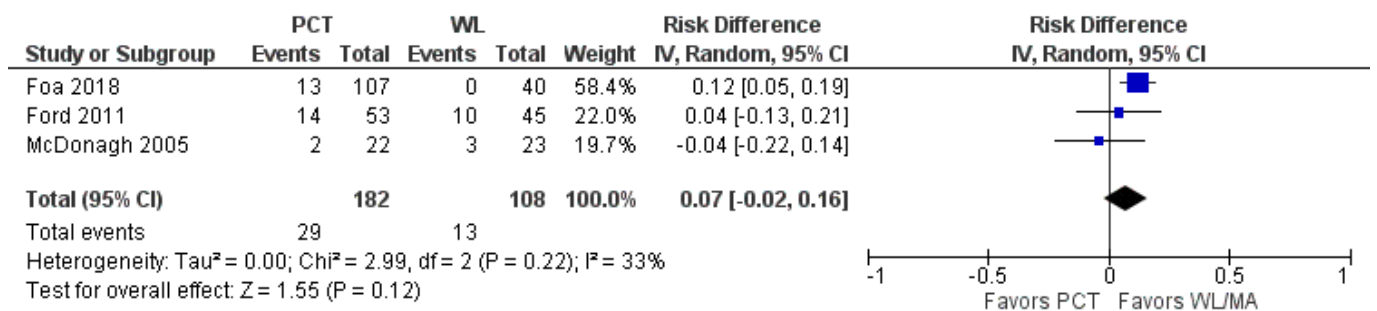 PCT WL Risk Difference Risk Difference
Study or Subgroup Events Total Events Total Weight IV, Random, 95% CI IV, Random, 95% CI
Foa 2018 13 107 0 40 58.4% 0.12 [0.05, 0.19]
Ford 2011 14 53 10 45 22.0% 0.04 [-0.13, 0.21]
McDonagh 2005 2 22 3 23 19.7% -0.04 [-0.22, 0.14]
Total (95% CI) 182 108 100.0% 0.07 [-0.02, 0.16]
Total events 29 13
Heterogeneity: Tau² = 0.00; Chi² = 2.99, df = 2 (P = 0.22); I² = 33%
Test for overall effect: Z = 1.55 (P = 0.12)
-1 -0.5 0 0.5 1
Favors PCT Favors WL/MA